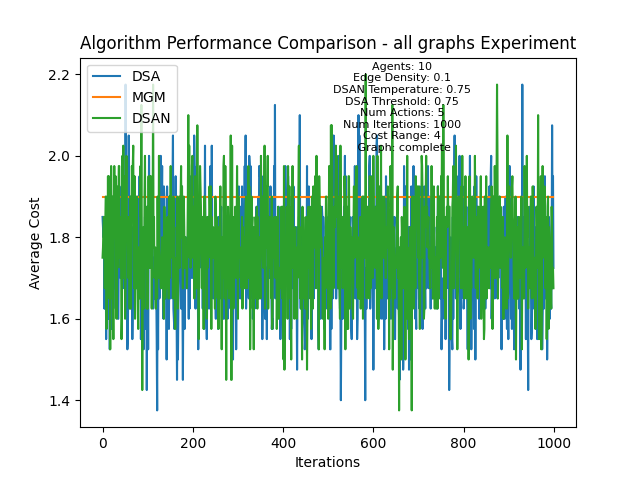 Algorithm Performance Comparison - all graphs Experiment
DSA
MGM
DSAN
Agents: 10
Edge Density: 0.1
DSAN Temperature: 0.75
DSA Threshold: 0.75
Num Actions: 5
Num Iterations: 1000
Cost Range: 4
Graph: complete
Average Cost
2.2
2.0
1.8
1.6
1.4
0
200
400
600
800
1000
Iterations